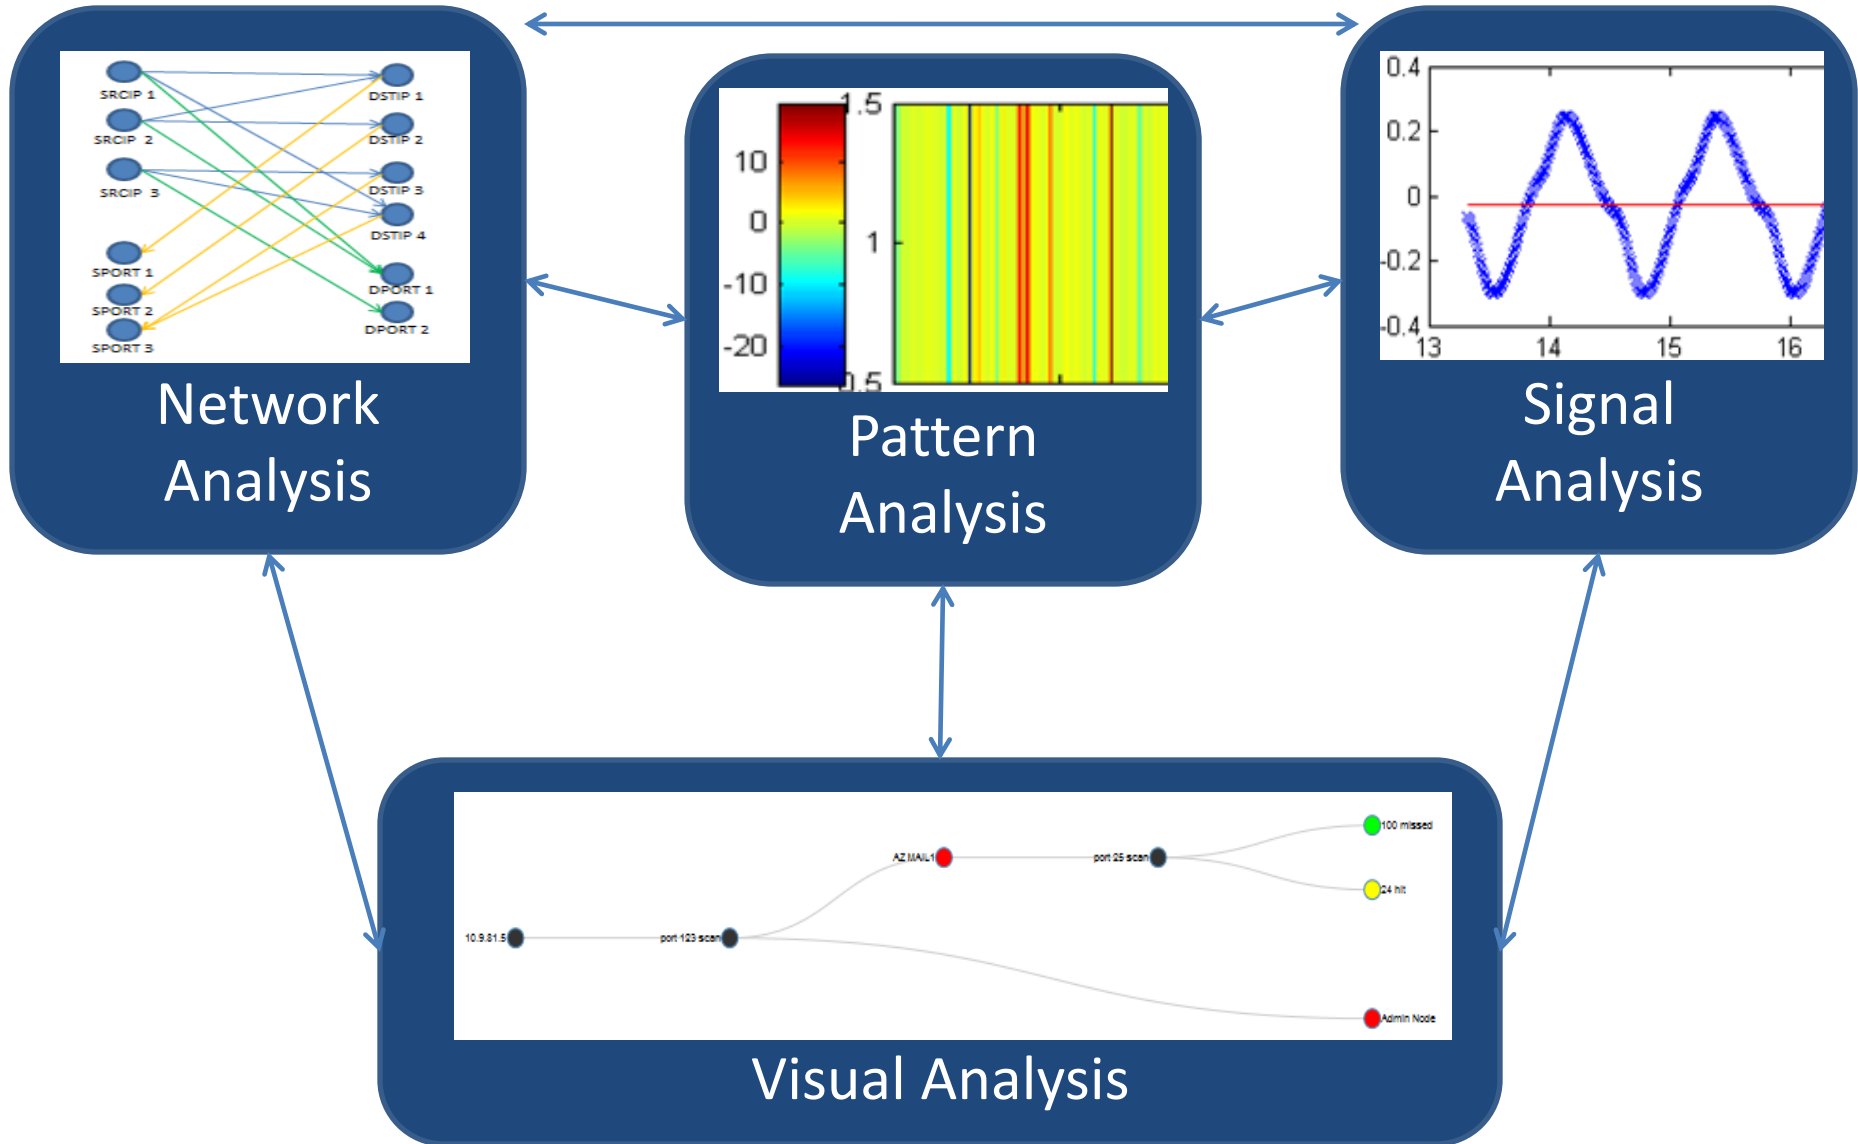 SRCIP 1
DSTIP 1
SRCIP 2
DSTIP 2
SRCIP 3
DSTIP 3
DSTIP 4
SPORT 1
DPORT 1
SPORT 2
DPORT 2
SPORT 3
Network
Analysis
10
0
-10
-20
1.5
1
0.5
Pattern
Analysis
0.4
0.2
0
-0.2
-0.4
13 14 15 16
Signal
Analysis
100 missed
AZ MAIL1
port 25 scan
24 hit
10.9.81.5
port 123 scan
Admin Node
Visual Analysis